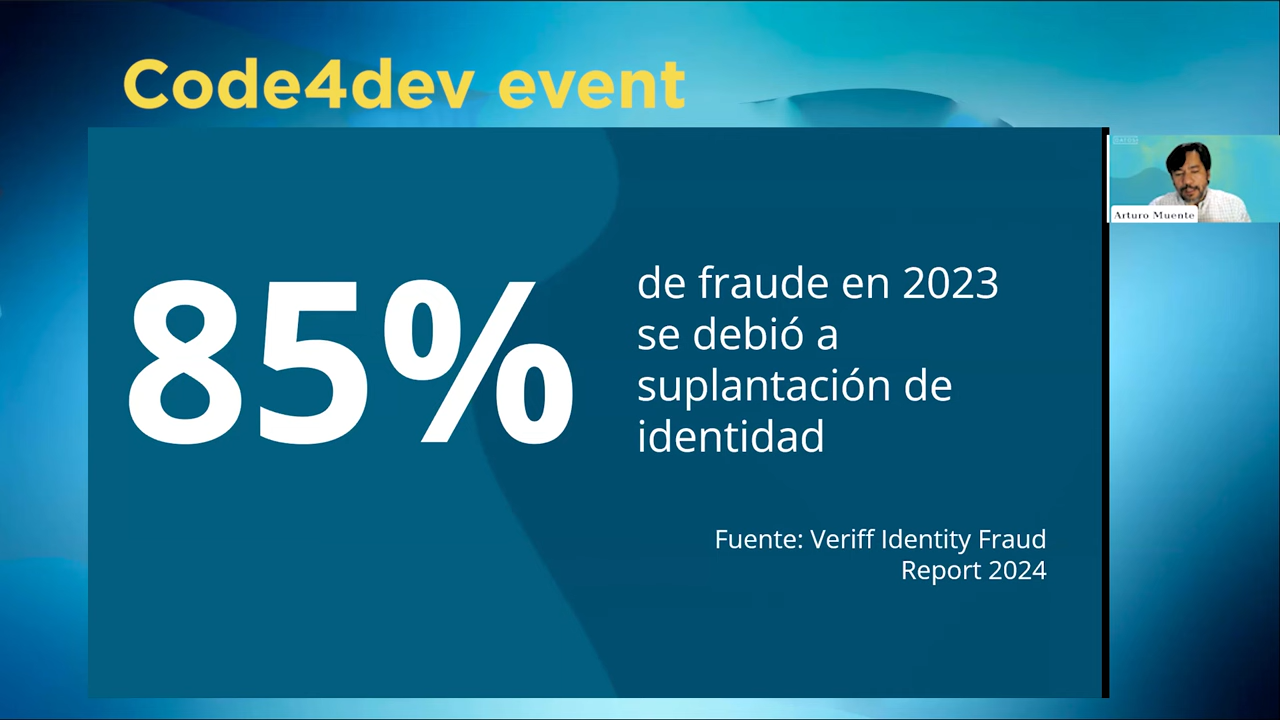 Code4dev event
85%
de fraude en 2023
se debió a
suplantación de
identidad
Fuente: Veriff Identity Fraud
Report 2024
Arturo Muente